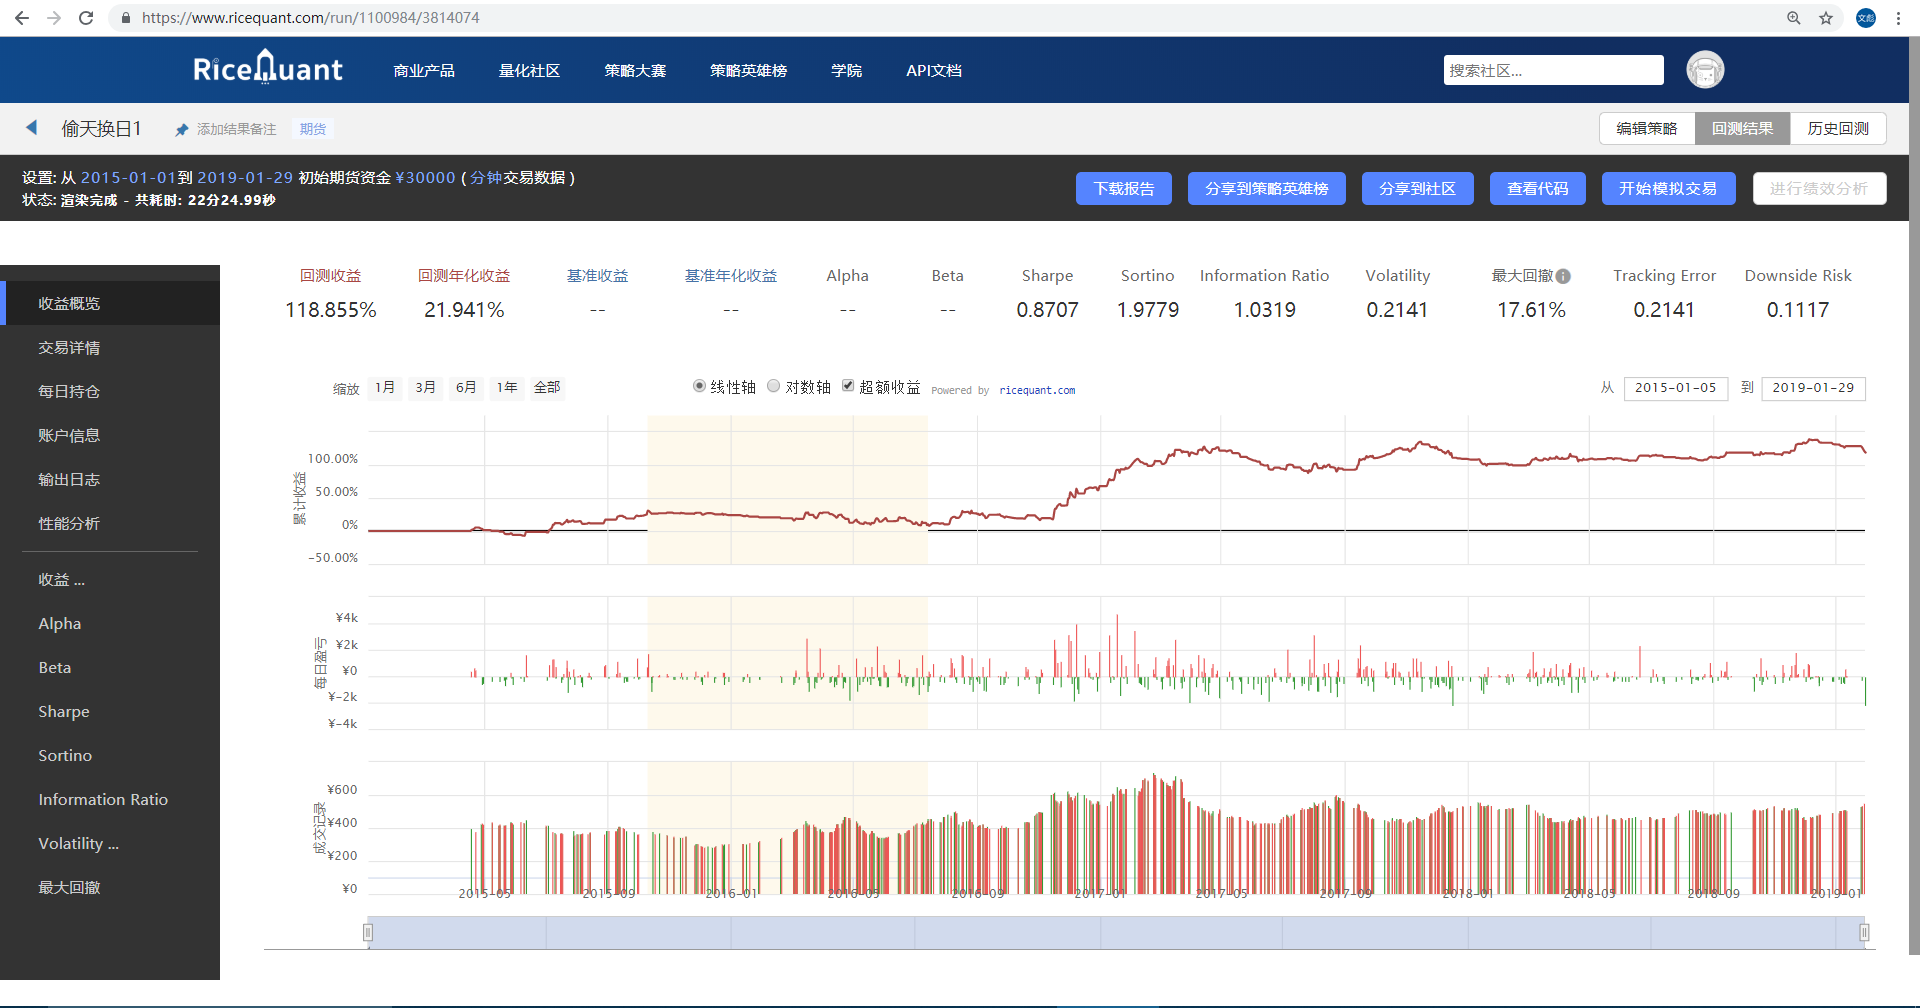 https://www.ricequant.com/run/1100984/3814074
文彪
RiceQuant
商业产品
量化社区
策略大赛
策略英雄榜
学院
API文档
搜索社区...
偷天换日1
添加结果备注
期货
编辑策略
回测结果
历史回测
设置: 从 2015-01-01到 2019-01-29 初始期货资金 ¥30000 ( 分钟交易数据 )
状态: 渲染完成 - 共耗时: 22分24.99秒
下载报告
分享到策略英雄榜
分享到社区
查看代码
开始模拟交易
进行绩效分析
收益概览
交易详情
每日持仓
账户信息
输出日志
性能分析
收益 ...
Alpha
Beta
Sharpe
Sortino
Information Ratio
Volatility ...
最大回撤
回测收益 回测年化收益 基准收益 基准年化收益 Alpha Beta Sharpe Sortino Information Ratio Volatility 最大回撤 Tracking Error Downside Risk
118.855% 21.941% -- -- -- -- 0.8707 1.9779 1.0319 0.2141 17.61% 0.2141 0.1117
缩放 1月 3月 6月 1年 全部
线性轴 对数轴 超额收益 Powered by ricequant.com
从 2015-01-05 到 2019-01-29
累计收益
100.00%
50.00%
0%
-50.00%
每日盈亏
¥4k
¥2k
¥0
¥-2k
¥-4k
成交记录
¥600
¥400
¥200
¥0
2015-05 2015-09 2016-01 2016-05 2016-09 2017-01 2017-05 2017-09 2018-01 2018-05 2018-09 2019-01